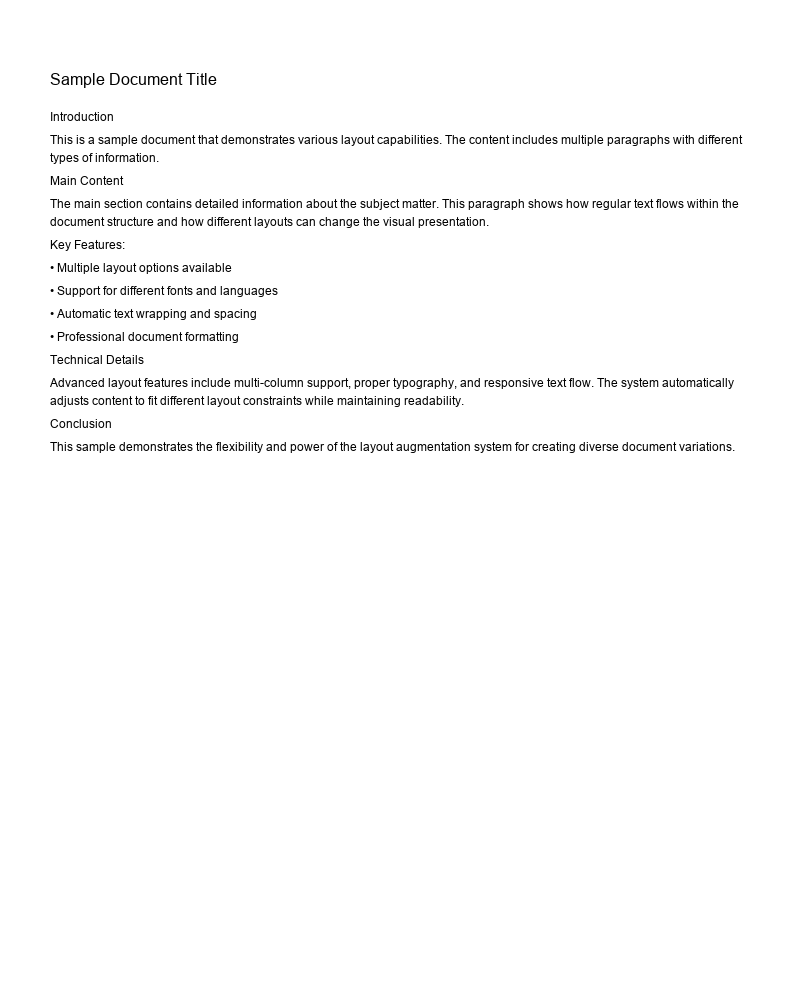 Sample Document Title
Introduction
This is a sample document that demonstrates various layout capabilities. The content includes multiple paragraphs with different
types of information.
Main Content
The main section contains detailed information about the subject matter. This paragraph shows how regular text flows within the
document structure and how different layouts can change the visual presentation.
Key Features:
• Multiple layout options available
• Support for different fonts and languages
• Automatic text wrapping and spacing
• Professional document formatting
Technical Details
Advanced layout features include multi-column support, proper typography, and responsive text flow. The system automatically
adjusts content to fit different layout constraints while maintaining readability.
Conclusion
This sample demonstrates the flexibility and power of the layout augmentation system for creating diverse document variations.